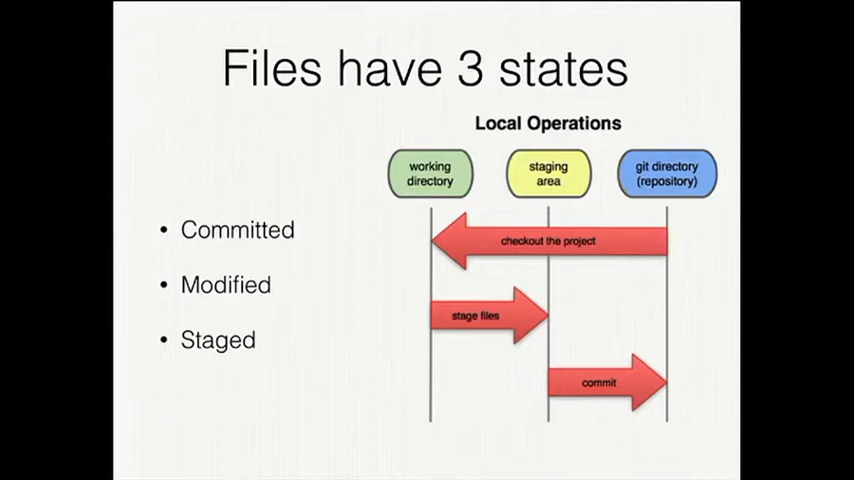 Files have 3 states
• Committed
• Modified
• Staged
Local Operations
working
directory
staging
area
git directory
(repository)
checkout the project
stage files
commit